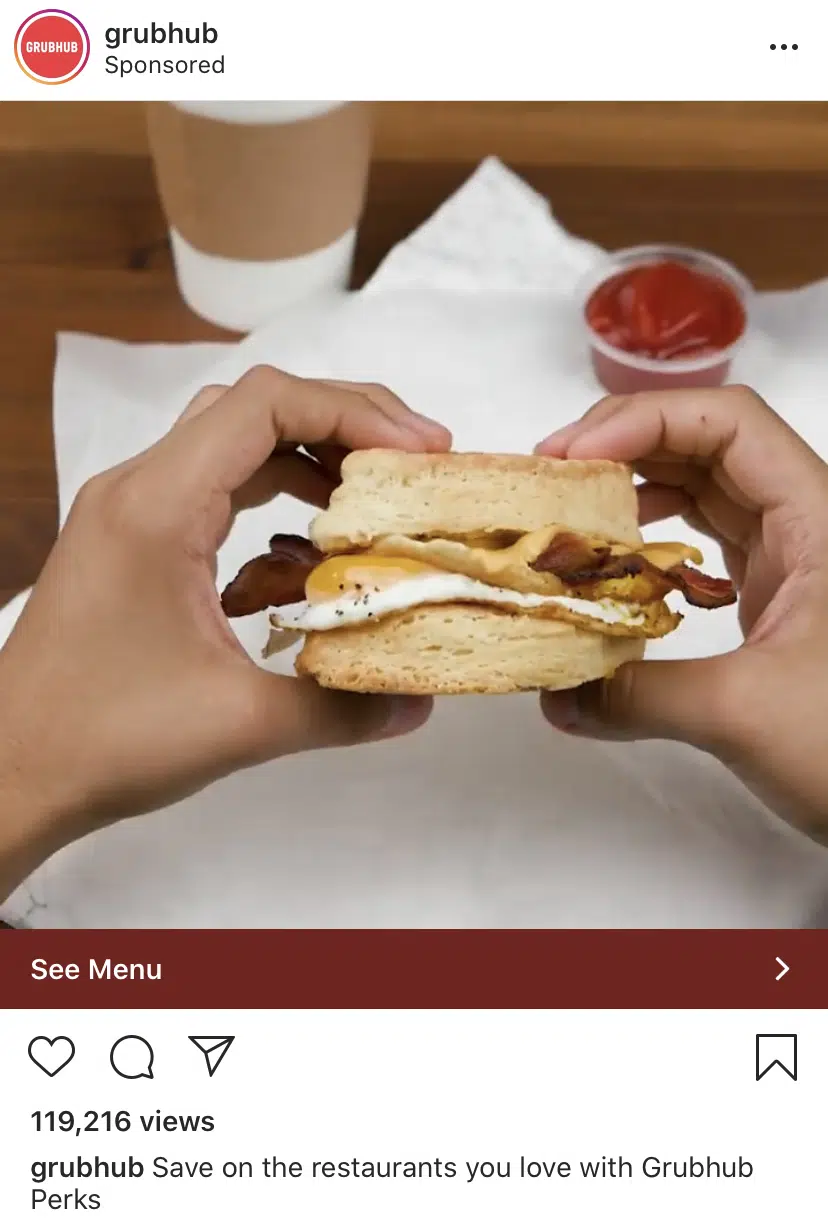 GRUBHUB
grubhub
Sponsored
See Menu
119,216 views
grubhub Save on the restaurants you love with Grubhub
Perks